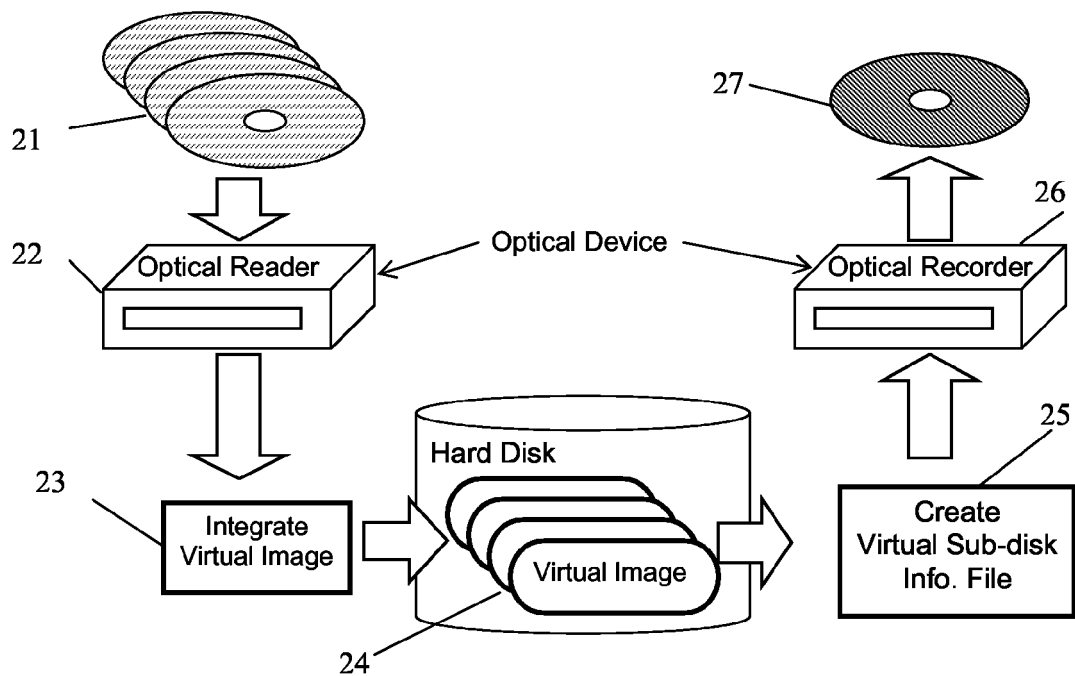 27
21
26
22
Optical Reader
Optical Device
Optical Recorder
25
Hard Disk
23
Integrate
Virtual Image
Virtual Image
Create
Virtual Sub-disk
Info. File
24